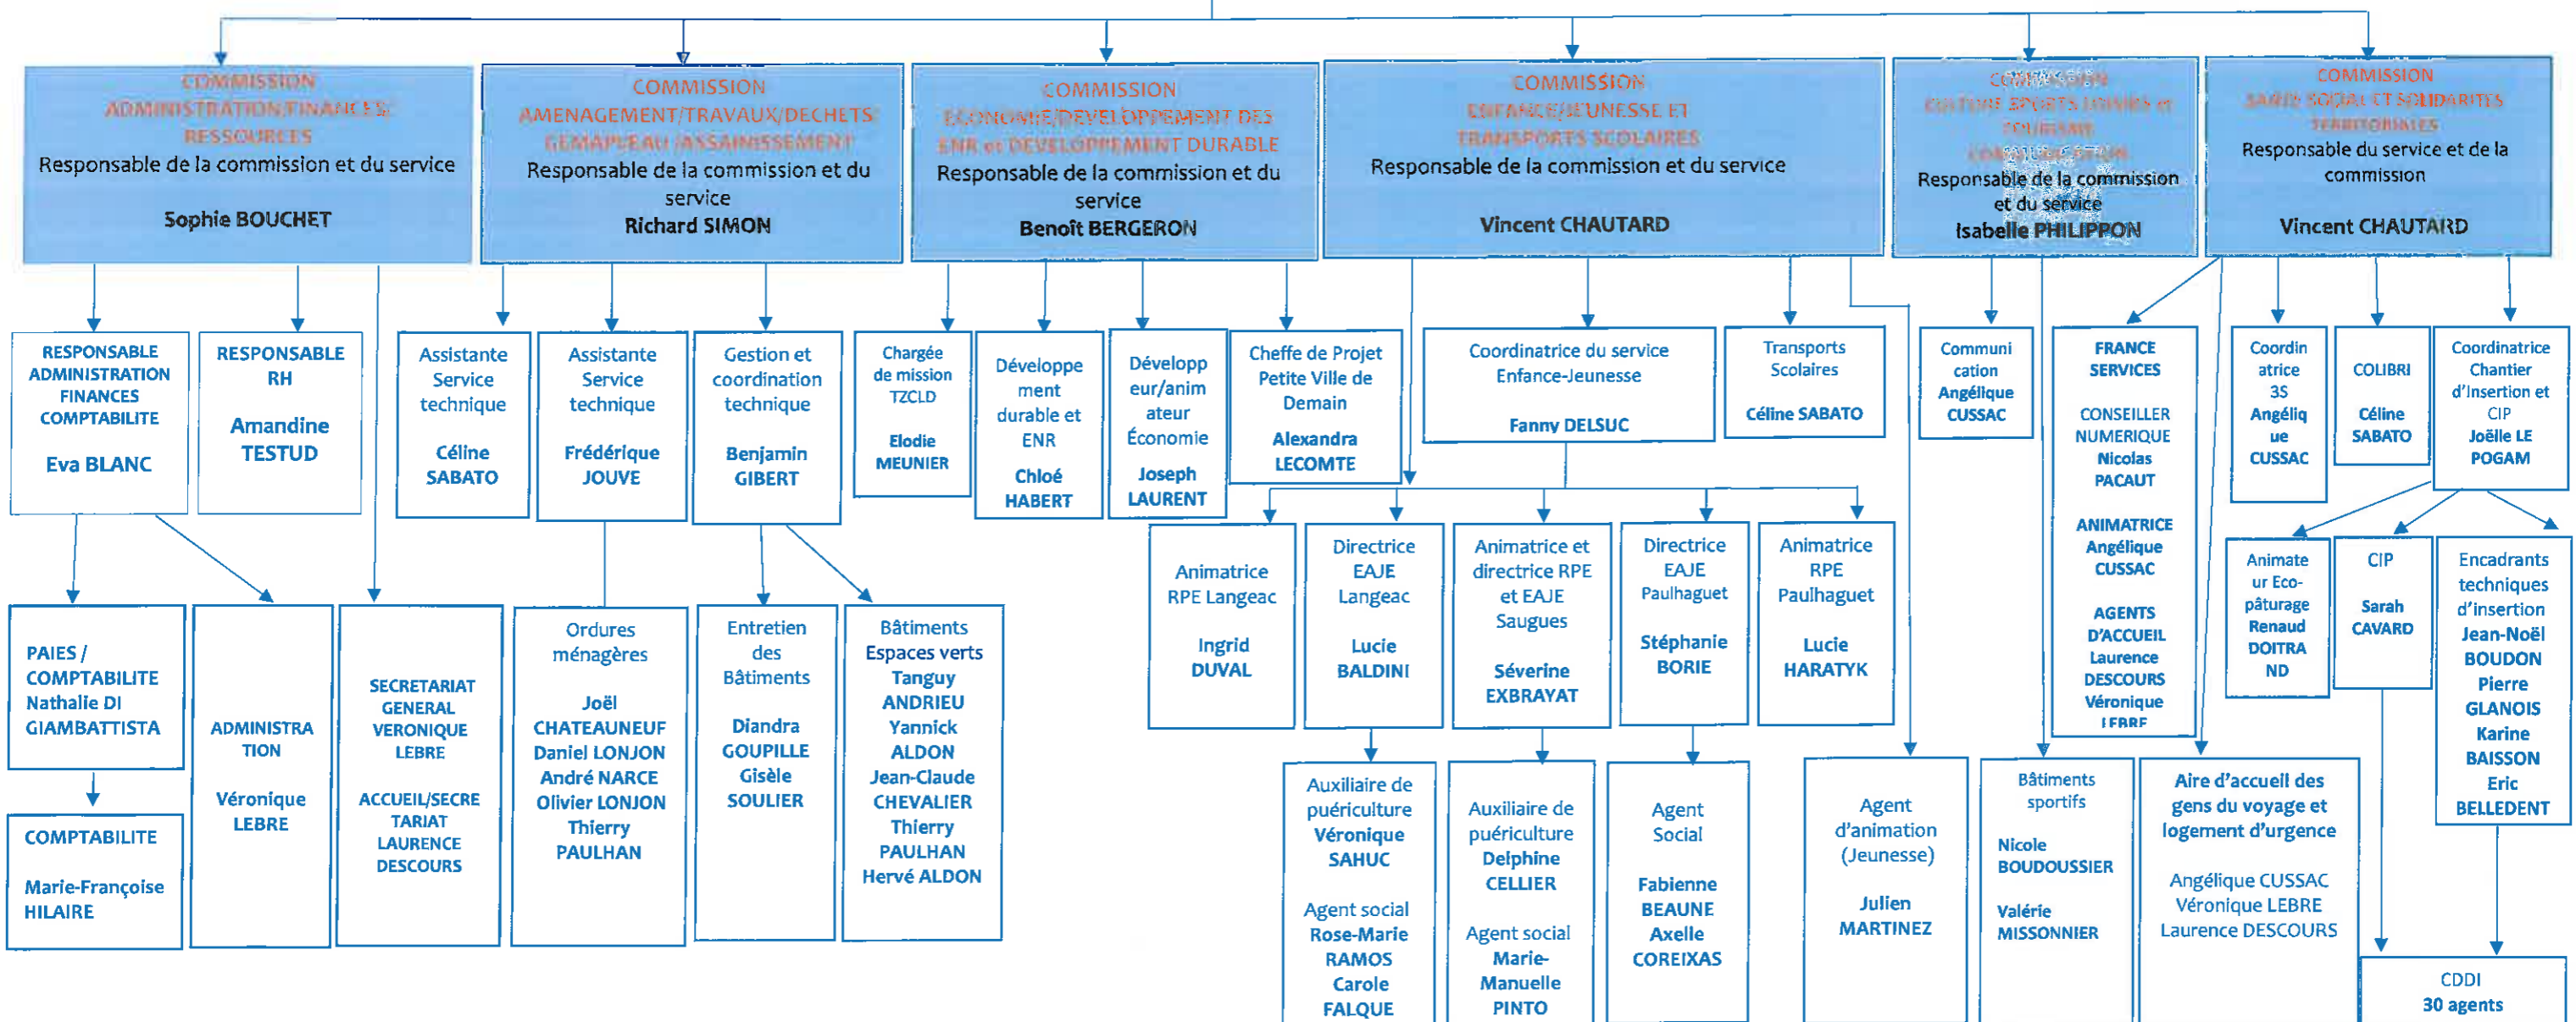 COMMISSION
ADMINISTRATION/FINANCES/
RESSOURCES
Responsable de la commission et du service
Sophie BOUCHET
COMMISSION
AMENAGEMENT/TRAVAUX/DECHETS
GEMAPI/EAU /ASSAINISSEMENT
Responsable de la commission et du
service
Richard SIMON
COMMISSION
ECONOMIE/DEVELOPPEMENT DES
ENR et DEVELOPPEMENT DURABLE
Responsable de la commission et du
service
Benoît BERGERON
COMMISSION
ENFANCE/JEUNESSE ET
TRANSPORTS SCOLAIRES
Responsable de la commission et du service
Vincent CHAUTARD
COMMISSION
CULTURE SPORTS LOISIRS et
TOURISME
COMMUNICATION
Responsable de la commission
et du service
Isabelle PHILIPPON
COMMISSION
SANTE SOCIAL ET SOLIDARITES
TERRITORIALES
Responsable du service et de la
commission
Vincent CHAUTARD
RESPONSABLE
ADMINISTRATION
FINANCES
COMPTABILITE
Eva BLANC
RESPONSABLE
RH
Amandine
TESTUD
Assistante
Service
technique
Céline
SABATO
Assistante
Service
technique
Frédérique
JOUVE
Gestion et
coordination
technique
Benjamin
GIBERT
Chargée
de mission
TZCLD
Elodie
MEUNIER
Développe
ment
durable et
ENR
Chloé
HABERT
Développ
eur/anim
ateur
Économie
Joseph
LAURENT
Cheffe de Projet
Petite Ville de
Demain
Alexandra
LECOMTE
Coordinatrice du service
Enfance-Jeunesse
Fanny DELSUC
Transports
Scolaires
Céline SABATO
Communi
cation
Angélique
CUSSAC
FRANCE
SERVICES
CONSEILLER
NUMERIQUE
Nicolas
PACAUT
ANIMATRICE
Angélique
CUSSAC
AGENTS
D'ACCUEIL
Laurence
DESCOURS
Véronique
LEBRE
Coordin
atrice
3S
Angéliq
ue
CUSSAC
COLIBRI
Céline
SABATO
Coordinatrice
Chantier
d'Insertion et
CIP
Joëlle LE
POGAM
PAIES /
COMPTABILITE
Nathalie DI
GIAMBATTISTA
COMPTABILITE
Marie-Françoise
HILAIRE
ADMINISTRA
TION
Véronique
LEBRE
SECRETARIAT
GENERAL
VERONIQUE
LEBRE
ACCUEIL/SECRE
TARIAT
LAURENCE
DESCOURS
Ordures
ménagères
Joël
CHATEAUNEUF
Daniel LONJON
André NARCE
Olivier LONJON
Thierry
PAULHAN
Entretien
des
Bâtiments
Diandra
GOUPILLE
Gisèle
SOULIER
Bâtiments
Espaces verts
Tanguy
ANDRIEU
Yannick
ALDON
Jean-Claude
CHEVALIER
Thierry
PAULHAN
Hervé ALDON
Animatrice
RPE Langeac
Ingrid
DUVAL
Directrice
EAJE
Langeac
Lucie
BALDINI
Animatrice et
directrice RPE
et EAJE
Saugues
Séverine
EXBRAYAT
Directrice
EAJE
Paulhaguet
Stéphanie
BORIE
Animatrice
RPE
Paulhaguet
Lucie
HARATYK
Animate
ur Eco-
pâturage
Renaud
DOITRA
ND
CIP
Sarah
CAVARD
Encadrants
techniques
d'insertion
Jean-Noël
BOUDON
Pierre
GLANOIS
Karine
BAISSON
Eric
BELLEDENT
Auxiliaire de
puériculture
Véronique
SAHUC
Agent social
Rose-Marie
RAMOS
Carole
FALQUE
Auxiliaire de
puériculture
Delphine
CELLIER
Agent social
Marie-
Manuelle
PINTO
Agent
Social
Fabienne
BEAUNE
Axelle
COREIXAS
Agent
d'animation
(Jeunesse)
Julien
MARTINEZ
Bâtiments
sportifs
Nicole
BOUDOUSSIER
Valérie
MISSONNIER
Aire d'accueil des
gens du voyage et
logement d'urgence
Angélique CUSSAC
Véronique LEBRE
Laurence DESCOURS
CDDI
30 agents